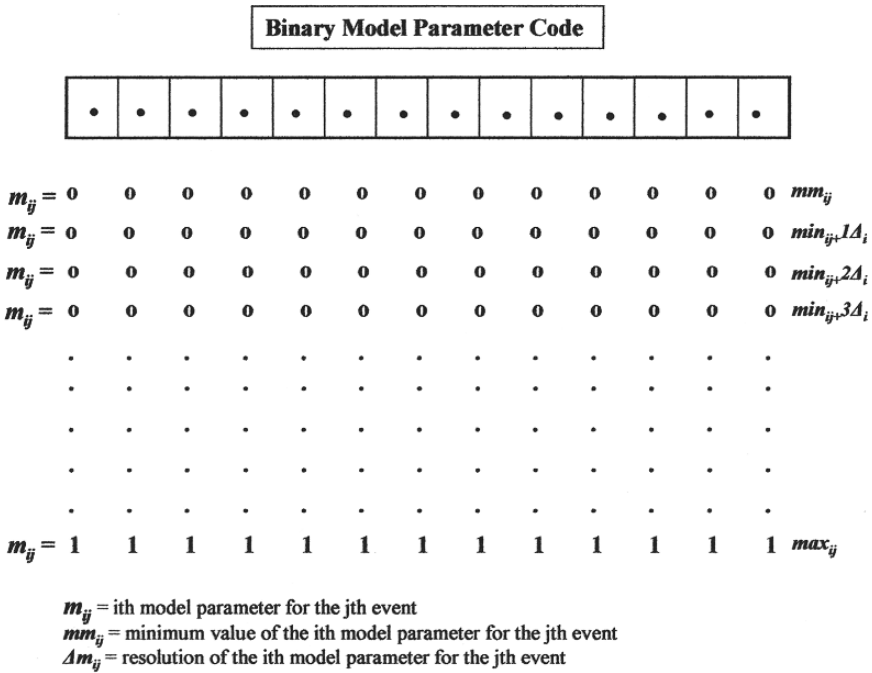 Binary Model Parameter Code
. . . . . . . . . . . . . .
m_ij = 0 0 0 0 0 0 0 0 0 0 0 0 0 mm_ij
m_ij = 0 0 0 0 0 0 0 0 0 0 0 0 0 min_ij+1Δ_i
m_ij = 0 0 0 0 0 0 0 0 0 0 0 0 0 min_ij+2Δ_i
m_ij = 0 0 0 0 0 0 0 0 0 0 0 0 0 min_ij+3Δ_i
. . . . . . . . . . . . .
. . . . . . . . . . . . .
. . . . . . . . . . . . .
. . . . . . . . . . . . .
. . . . . . . . . . . . .
m_ij = 1 1 1 1 1 1 1 1 1 1 1 1 1 max_ij
m_ij = ith model parameter for the jth event
mm_ij = minimum value of the ith model parameter for the jth event
Δm_ij = resolution of the ith model parameter for the jth event